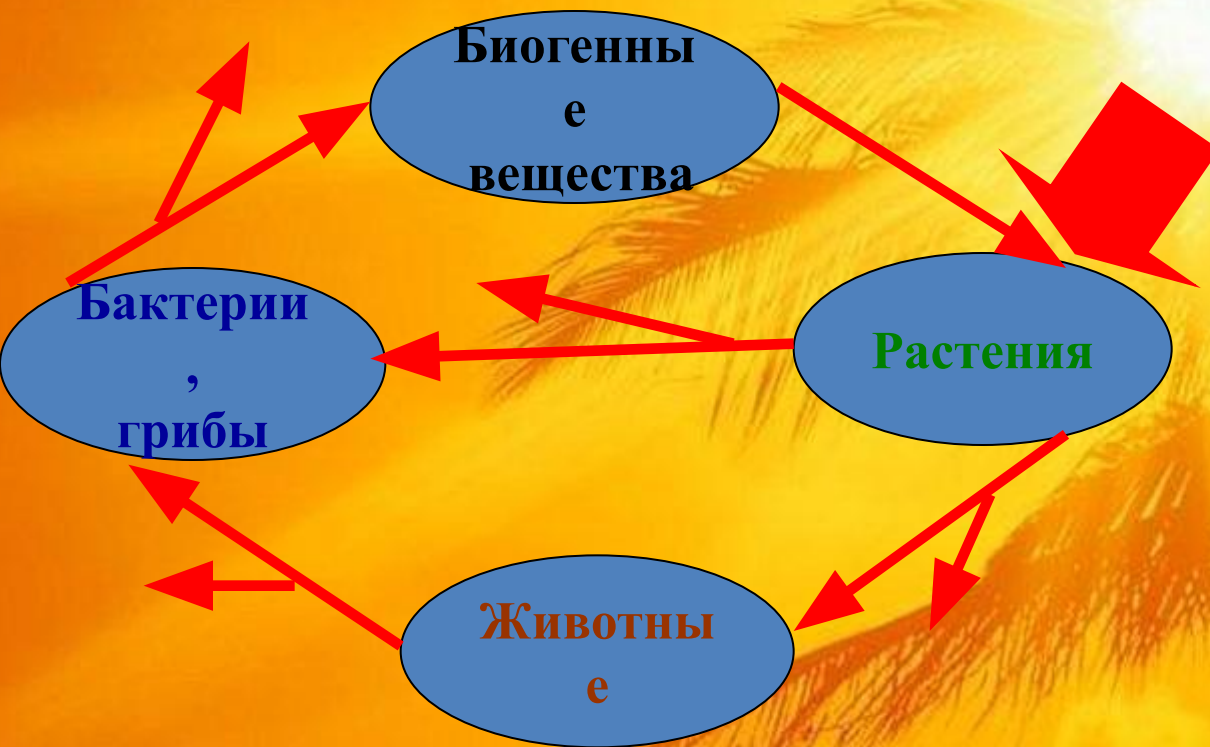 Биогенны
е
вещества
Бактерии
,
грибы
Растения
Животны
е